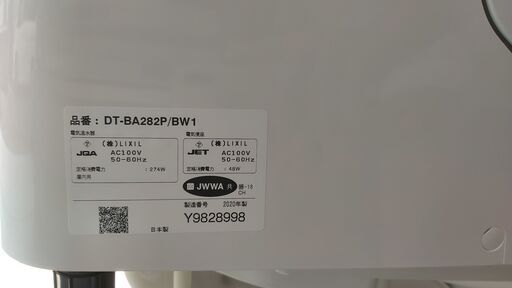 品番: DT-BA282P/BW1
電気温水器
(株)LIXIL
JQA AC100V
50-60Hz
定格消費電力: 274W
屋内用
電気便座
(株)LIXIL
JET AC100V
50-60Hz
定格消費電力: 48W
JWWA 共
CH
製造番号 2020年製
Y9828998
日本製